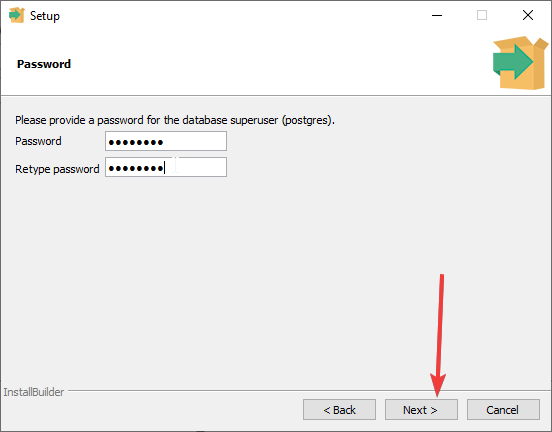 Setup
Password
Please provide a password for the database superuser (postgres).
Password ••••••••
Retype password ••••••••
InstallBuilder
< Back Next > Cancel